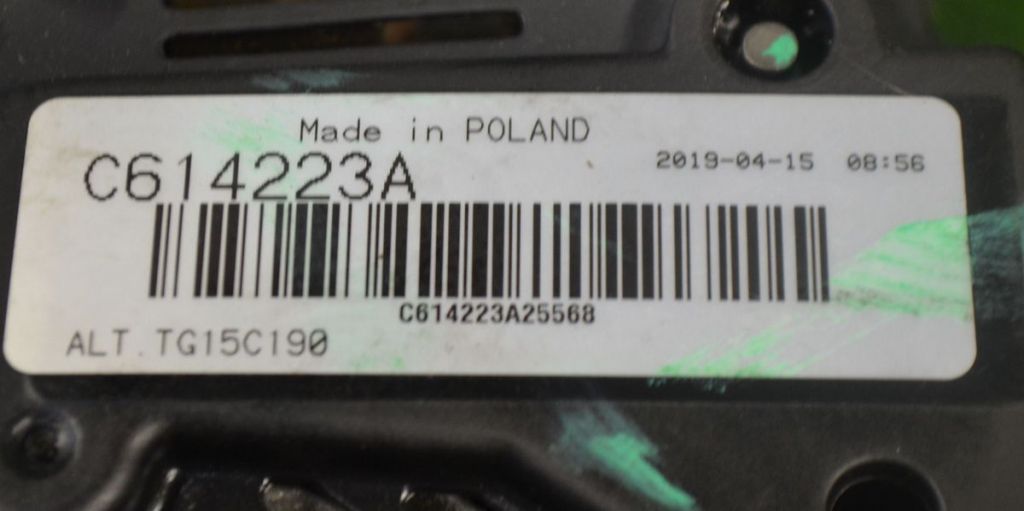 Made in POLAND
C614223A
2019-04-15 08:56
C614223A25568
ALT.TG15C190